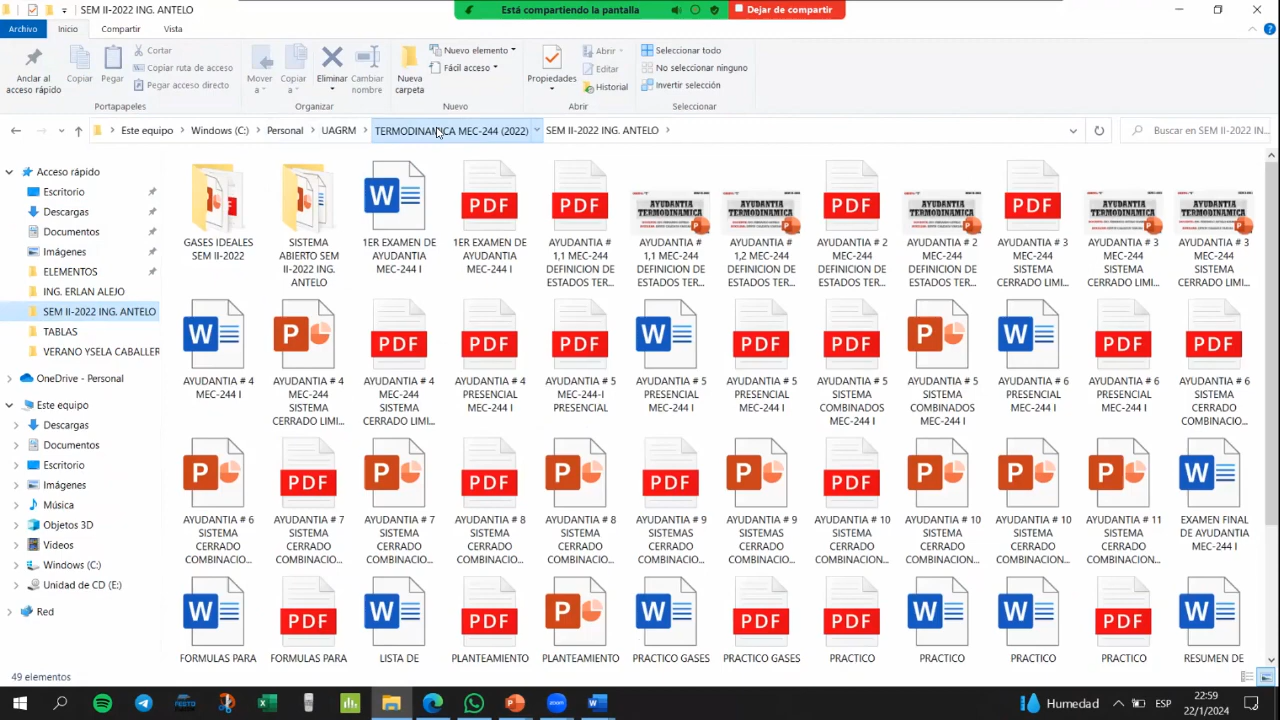 SEM II-2022 ING. ANTELO
Está compartiendo la pantalla
Dejar de compartir
Archivo Inicio Compartir Vista
Anclar al acceso rápido
Copiar
Pegar
Cortar
Copiar ruta de acceso
Pegar acceso directo
Mover a
Copiar a
Eliminar
Cambiar nombre
Nueva carpeta
Nuevo elemento
Fácil acceso
Propiedades
Abrir
Editar
Historial
Seleccionar todo
No seleccionar ninguno
Invertir selección
Portapapeles Organizar Nuevo Abrir Seleccionar
Este equipo Windows (C:) Personal UAGRM TERMODINAMICA MEC-244 (2022) SEM II-2022 ING. ANTELO
Buscar en SEM II-2022 IN...
Acceso rápido
Escritorio
Descargas
Documentos
Imágenes
ELEMENTOS
ING. ERLAN ALEJO
SEM II-2022 ING. ANTELO
TABLAS
VERANO YSELA CABALLER
OneDrive - Personal
Este equipo
Descargas
Documentos
Escritorio
Imágenes
Música
Objetos 3D
Vídeos
Windows (C:)
Unidad de CD (E:)
Red
GASES IDEALES SEM II-2022
SISTEMA ABIERTO SEM II-2022 ING. ANTELO
1ER EXAMEN DE AYUDANTIA MEC-244 I
1ER EXAMEN DE AYUDANTIA MEC-244 I
AYUDANTIA # 1,1 MEC-244 DEFINICION DE ESTADOS TER...
AYUDANTIA # 1,1 MEC-244 DEFINICION DE ESTADOS TER...
AYUDANTIA # 1,2 MEC-244 DEFINICION DE ESTADOS TER...
AYUDANTIA # 2 MEC-244 DEFINICION DE ESTADOS TER...
AYUDANTIA # 2 MEC-244 DEFINICION DE ESTADOS TER...
AYUDANTIA # 3 MEC-244 SISTEMA CERRADO LIMI...
AYUDANTIA # 3 MEC-244 SISTEMA CERRADO LIMI...
AYUDANTIA # 3 MEC-244 SISTEMA CERRADO LIMI...
AYUDANTIA # 4 MEC-244 I
AYUDANTIA # 4 MEC-244 SISTEMA CERRADO LIMI...
AYUDANTIA # 4 MEC-244 SISTEMA CERRADO LIMI...
AYUDANTIA # 4 PRESENCIAL MEC-244 I
AYUDANTIA # 5 MEC-244-I PRESENCIAL
AYUDANTIA # 5 PRESENCIAL MEC-244 I
AYUDANTIA # 5 PRESENCIAL MEC-244 I
AYUDANTIA # 5 SISTEMA COMBINADOS MEC-244 I
AYUDANTIA # 5 SISTEMA COMBINADOS MEC-244 I
AYUDANTIA # 6 PRESENCIAL MEC-244 I
AYUDANTIA # 6 PRESENCIAL MEC-244 I
AYUDANTIA # 6 SISTEMA CERRADO COMBINACIO...
AYUDANTIA # 6 SISTEMA CERRADO COMBINACIO...
AYUDANTIA # 7 SISTEMA CERRADO COMBINACIO...
AYUDANTIA # 7 SISTEMA CERRADO COMBINACIO...
AYUDANTIA # 8 SISTEMA CERRADO COMBINACIO...
AYUDANTIA # 8 SISTEMA CERRADO COMBINACIO...
AYUDANTIA # 9 SISTEMAS CERRADO COMBINACIO...
AYUDANTIA # 9 SISTEMAS CERRADO COMBINACIO...
AYUDANTIA # 10 SISTEMA CERRADO COMBINACION...
AYUDANTIA # 10 SISTEMA CERRADO COMBINACION...
AYUDANTIA # 10 SISTEMA CERRADO COMBINACION...
AYUDANTIA # 11 SISTEMA CERRADO COMBINACION...
EXAMEN FINAL DE AYUDANTIA MEC-244 I
FORMULAS PARA
FORMULAS PARA
LISTA DE
PLANTEAMIENTO
PLANTEAMIENTO
PRACTICO GASES
PRACTICO GASES
PRACTICO
PRACTICO
PRACTICO
PRACTICO
RESUMEN DE
49 elementos
Humedad
ESP
22:59
22/1/2024